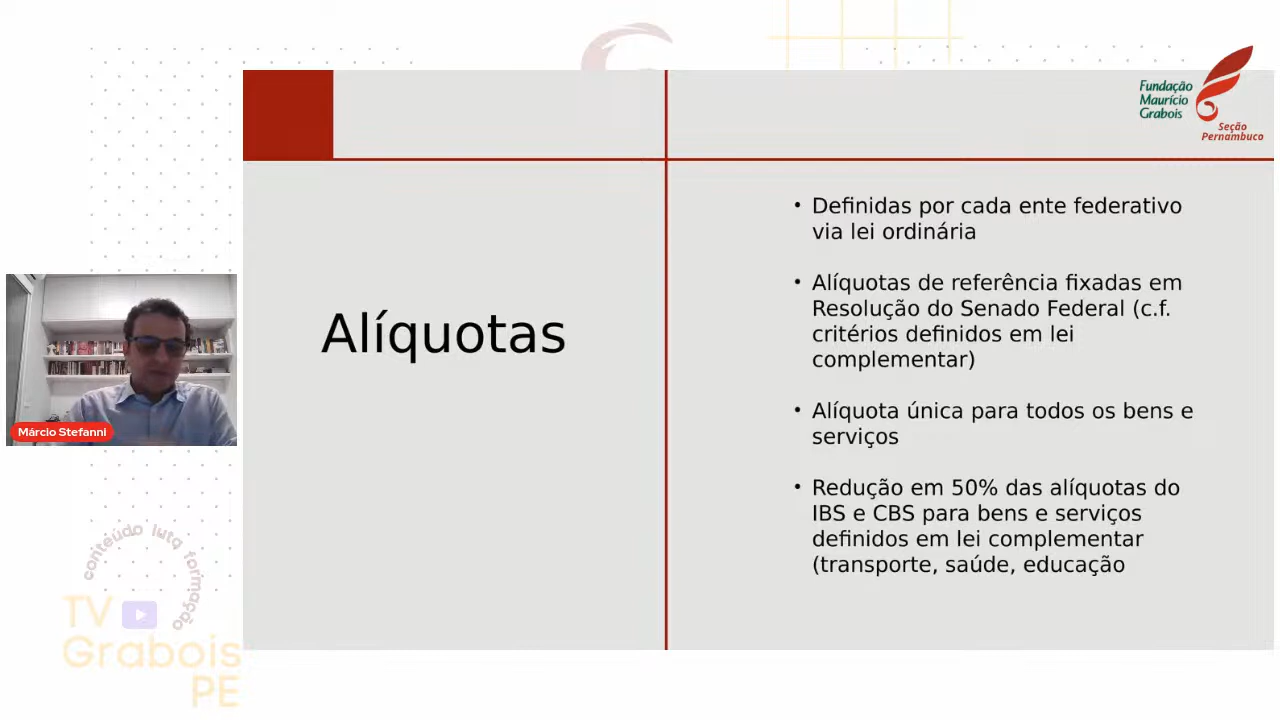 Fundação
Maurício
Grabois
Seção
Pernambuco
Alíquotas
• Definidas por cada ente federativo
via lei ordinária
• Alíquotas de referência fixadas em
Resolução do Senado Federal (c.f.
critérios definidos em lei
complementar)
• Alíquota única para todos os bens e
serviços
• Redução em 50% das alíquotas do
IBS e CBS para bens e serviços
definidos em lei complementar
(transporte, saúde, educação
Márcio Stefanni
conteúdo luta formação
TV
Grabois
PE